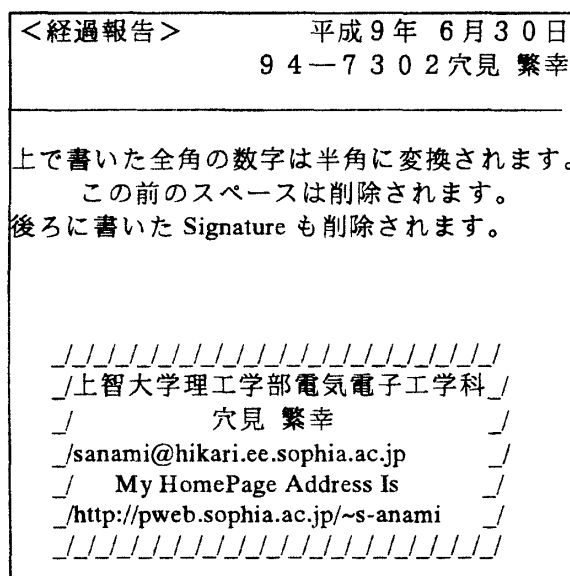 ＜経過報告＞　　　　平成９年 ６月３０日
９４―７３０２穴見 繁幸
上で書いた全角の数字は半角に変換されます。
この前のスペースは削除されます。
後ろに書いた Signature も削除されます。
_/_/_/_/_/_/_/_/_/_/_/_/_/_/_/_/_/_/_/_/_/
_/上智大学理工学部電気電子工学科_/
_/　　　　　穴見 繁幸　　　　　_/
_/sanami@hikari.ee.sophia.ac.jp　　_/
_/　My HomePage Address Is　　_/
_/http://pweb.sophia.ac.jp/~s-anami　_/
_/_/_/_/_/_/_/_/_/_/_/_/_/_/_/_/_/_/_/_/_/